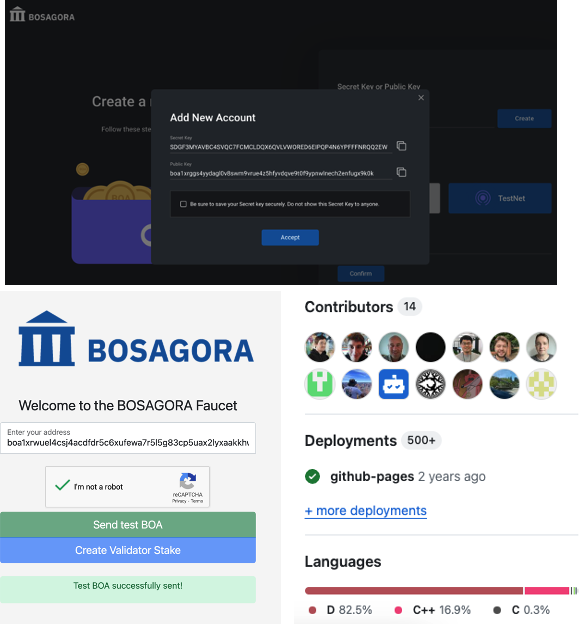 BOSAGORA
Secret Key or Public Key
Create a
Follow these ste
Create
Add New Account
Secret Key
SDGF3MYAVBC4SVQC7FCMCLDQX6QVLVWORED6EIPQP4N6YPFFFNRQQ2EW
Public Key
boa1xrggs4yydagl0v8swm9vrue4z5hfyvdqve9t0f9ypnwlnech2enfugx9k0k
Be sure to save your Secret key securely. Do not show this Secret Key to anyone.
Accept
BOA
TestNet
Confirm
BOSAGORA
Welcome to the BOSAGORA Faucet
Enter your address
boa1xrwuel4csj4acdfdr5c6xufewa7r5l5g83cp5uax2lyxaakkhv
I'm not a robot
reCAPTCHA
Privacy - Terms
Send test BOA
Create Validator Stake
Test BOA successfully sent!
Contributors 14
Deployments 500+
github-pages 2 years ago
+ more deployments
Languages
D 82.5% C++ 16.9% C 0.3%